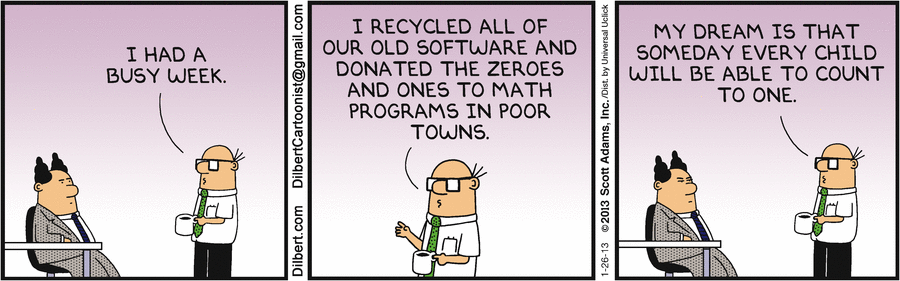 I HAD A
BUSY WEEK.
Dilbert.com DilbertCartoonist@gmail.com
I RECYCLED ALL OF
OUR OLD SOFTWARE AND
DONATED THE ZEROES
AND ONES TO MATH
PROGRAMS IN POOR
TOWNS.
1-26-13 © 2013 Scott Adams, Inc. /Dist. by Universal Uclick
MY DREAM IS THAT
SOMEDAY EVERY CHILD
WILL BE ABLE TO COUNT
TO ONE.